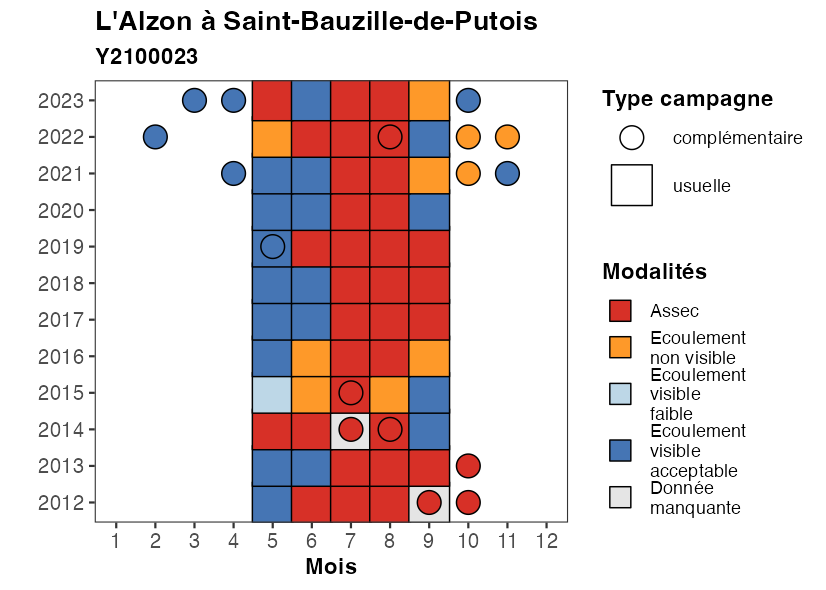 L'Alzon à Saint-Bauzille-de-Putois
Y2100023
2023
2022
2021
2020
2019
2018
2017
2016
2015
2014
2013
2012
1 2 3 4 5 6 7 8 9 10 11 12
Mois
Type campagne
complémentaire
usuelle
Modalités
Assec
Ecoulement
non visible
Ecoulement
visible
faible
Ecoulement
visible
acceptable
Donnée
manquante